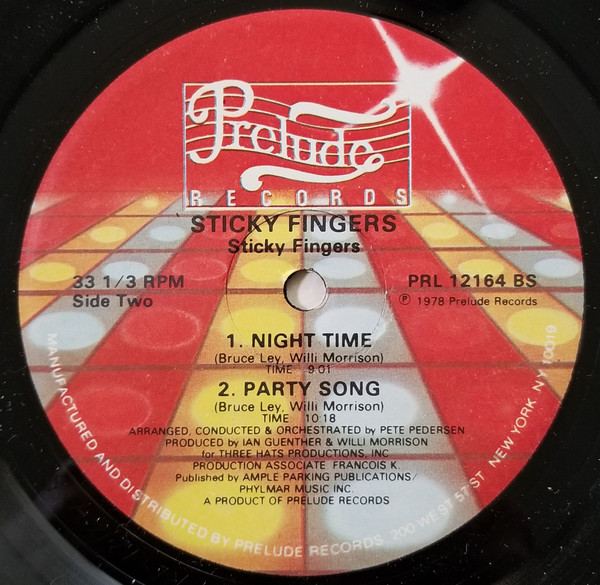 Prelude
RECORDS
STICKY FINGERS
Sticky Fingers
33 1/3 RPM
Side Two
PRL 12164 BS
℗ 1978 Prelude Records
1. NIGHT TIME
(Bruce Ley, Willi Morrison)
TIME 9:01
2. PARTY SONG
(Bruce Ley, Willi Morrison)
TIME 10:18
ARRANGED, CONDUCTED & ORCHESTRATED by PETE PEDERSEN
PRODUCED by IAN GUENTHER & WILLI MORRISON
for THREE HATS PRODUCTIONS, INC
PRODUCTION ASSOCIATE FRANCOIS K.
Published by AMPLE PARKING PUBLICATIONS/
PHYLMAR MUSIC INC.
A PRODUCT OF PRELUDE RECORDS
MANUFACTURED AND DISTRIBUTED BY PRELUDE RECORDS, 200 WEST 57 ST NEW YORK, NY 10019